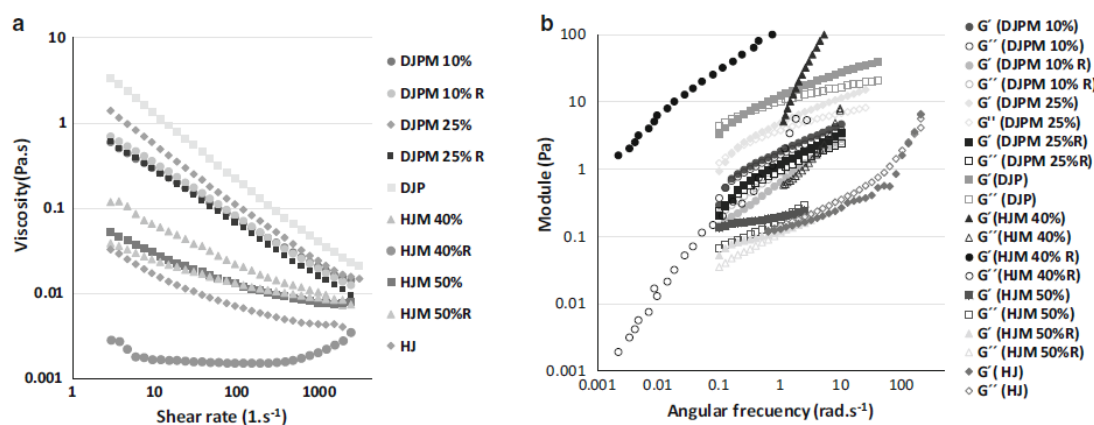 a
Viscosity(Pa.s)
10
1
0.1
0.01
0.001
1
10
100
1000
Shear rate (1.s⁻¹)
DJPM 10%
DJPM 10% R
DJPM 25%
DJPM 25% R
DJP
HJM 40%
HJM 40%R
HJM 50%
HJM 50%R
HJ
b
Module (Pa)
100
10
1
0.1
0.01
0.001
0.001
0.01
0.1
1
10
100
Angular frecuency (rad.s⁻¹)
G´ (DJPM 10%)
G´´ (DJPM 10%)
G´ (DJPM 10% R)
G´´ (DJPM 10% R)
G´ (DJPM 25%)
G'' (DJPM 25%)
G´ (DJPM 25%R)
G´´ (DJPM 25%R)
G´(DJP)
G´´ (DJP)
G´(HJM 40%)
G´´(HJM 40%)
G´(HJM 40% R)
G´´(HJM 40%R)
G´ (HJM 50%)
G´´ (HJM 50%)
G´ (HJM 50%R)
G´´ (HJM 50%R)
G´( HJ)
G´´ (HJ)